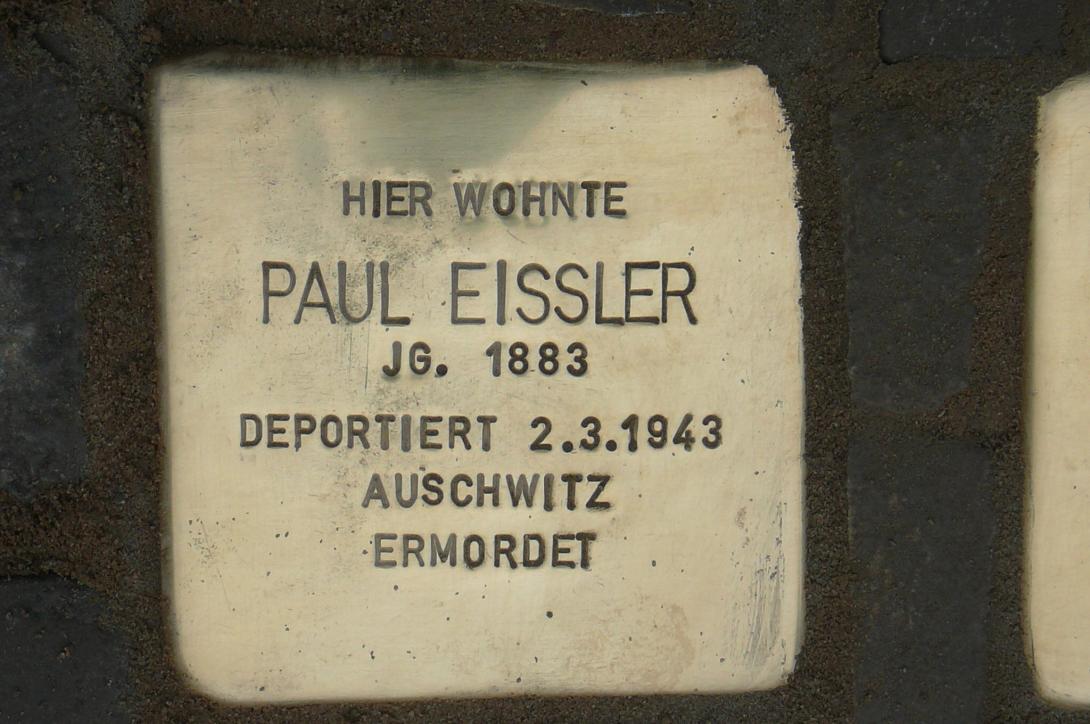 HIER WOHNTE
PAUL EISSLER
JG. 1883
DEPORTIERT 2.3.1943
AUSCHWITZ
ERMORDET